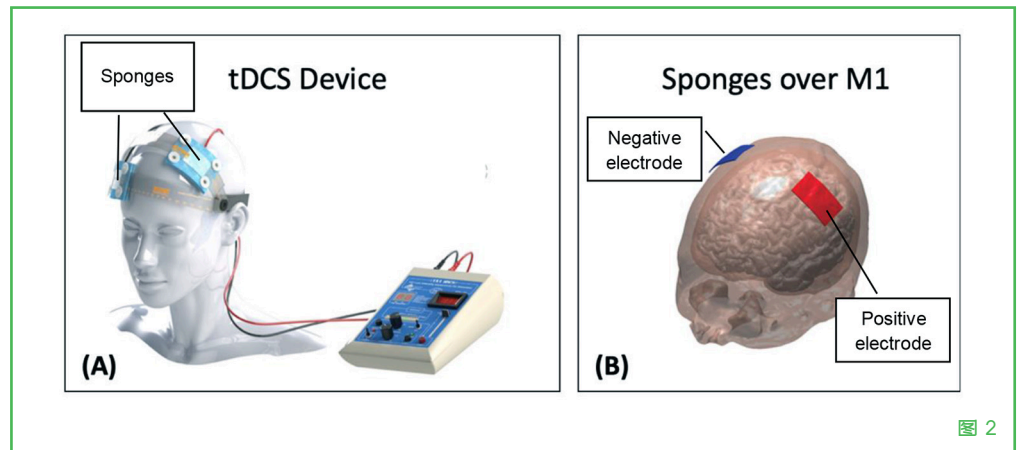 Sponges
tDCS Device
(A)
Sponges over M1
Negative
electrode
Positive
electrode
(B)
图 2